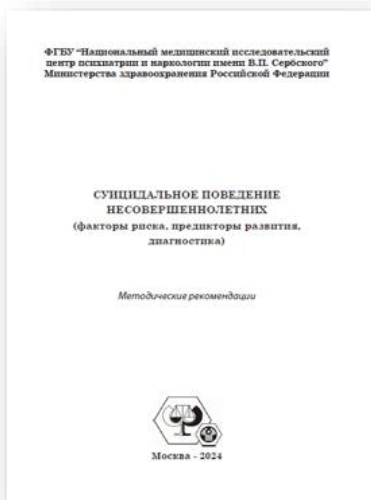 ФГБУ “Национальный медицинский исследовательский
центр психиатрии и наркологии имени В.П. Сербского”
Министерства здравоохранения Российской Федерации
СУИЦИДАЛЬНОЕ ПОВЕДЕНИЕ
НЕСОВЕРШЕННОЛЕТНИХ
(факторы риска, предикторы развития,
диагностика)
Методические рекомендации
Москва - 2024